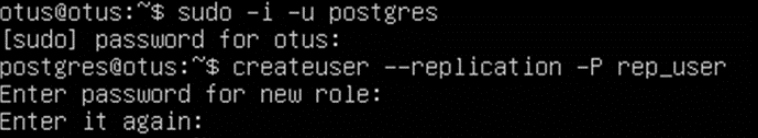 otus@otus:~$ sudo -i -u postgres
[sudo] password for otus:
postgres@otus:~$ createuser --replication -P rep_user
Enter password for new role:
Enter it again: